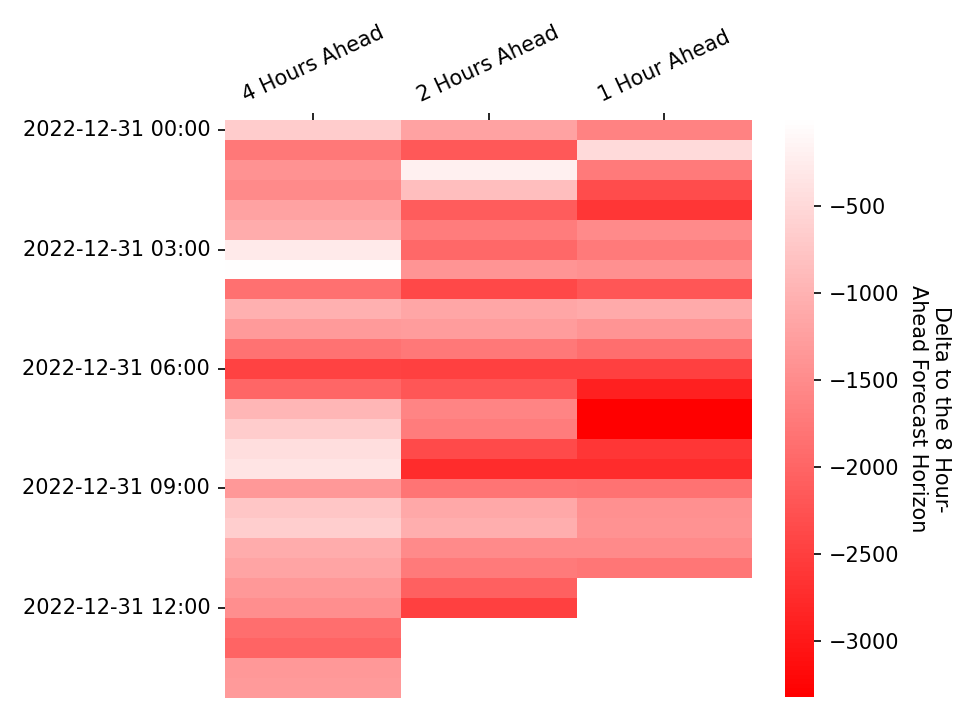 4 Hours Ahead
2 Hours Ahead
1 Hour Ahead
2022-12-31 00:00
2022-12-31 03:00
2022-12-31 06:00
2022-12-31 09:00
2022-12-31 12:00
−500
−1000
−1500
−2000
−2500
−3000
Delta to the 8 Hour-
Ahead Forecast Horizon